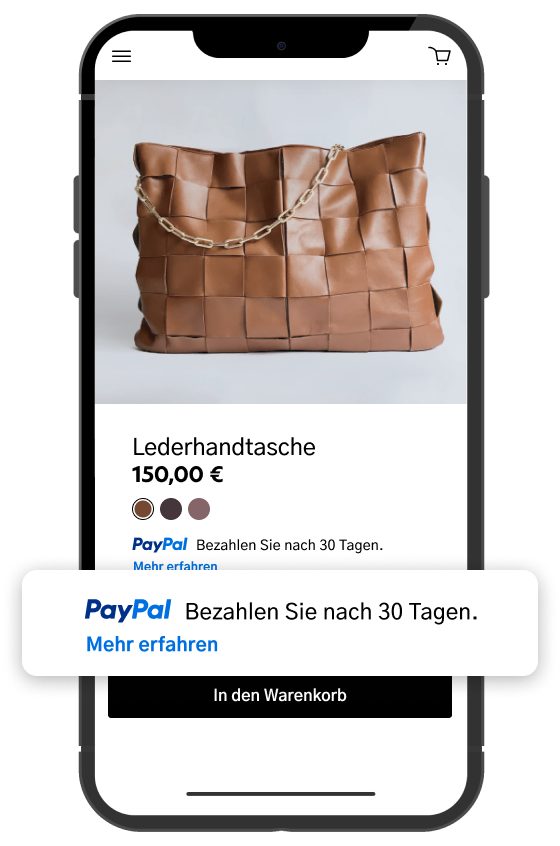 Lederhandtasche
150,00 €
PayPal Bezahlen Sie nach 30 Tagen.
Mehr erfahren
PayPal Bezahlen Sie nach 30 Tagen.
Mehr erfahren
In den Warenkorb